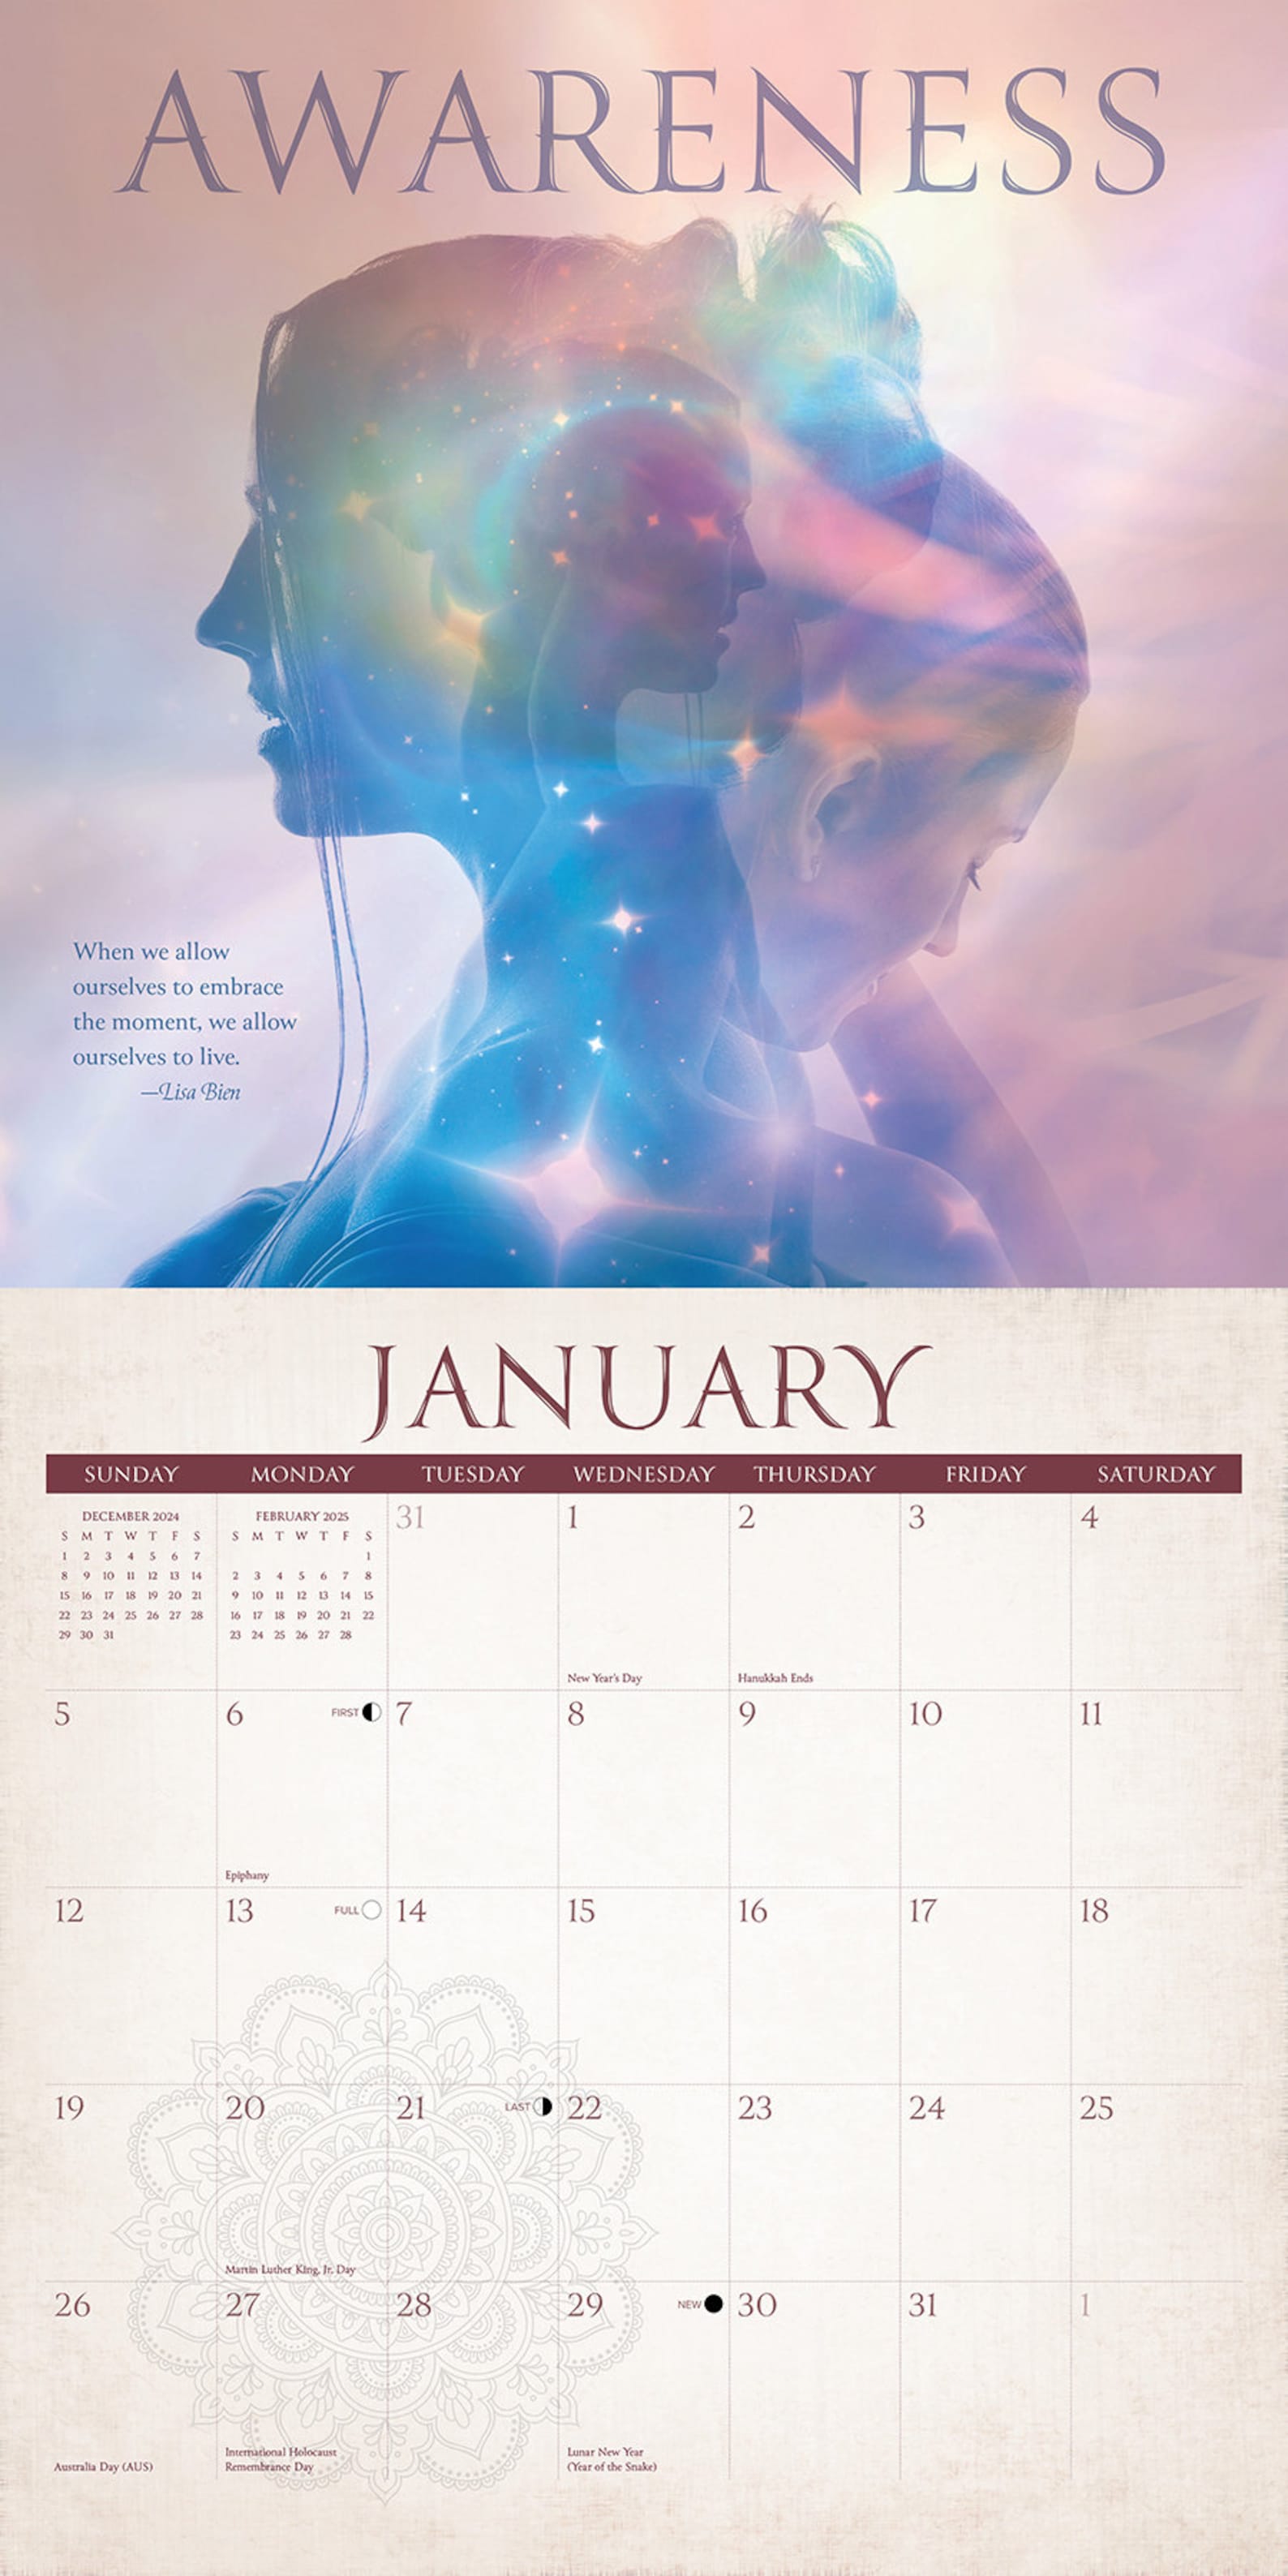 AWARENESS
When we allow
ourselves to embrace
the moment, we allow
ourselves to live.
—Lisa Bien
JANUARY
SUNDAY MONDAY TUESDAY WEDNESDAY THURSDAY FRIDAY SATURDAY
DECEMBER 2024
S M T W T F S
1 2 3 4 5 6 7
8 9 10 11 12 13 14
15 16 17 18 19 20 21
22 23 24 25 26 27 28
29 30 31
FEBRUARY 2025
S M T W T F S
1
2 3 4 5 6 7 8
9 10 11 12 13 14 15
16 17 18 19 20 21 22
23 24 25 26 27 28
31 1 2 3 4
New Year's Day Hanukkah Ends
5 6 FIRST 7 8 9 10 11
Epiphany
12 13 FULL 14 15 16 17 18
19 20 21 LAST 22 23 24 25
Martin Luther King, Jr. Day
26 27 28 29 NEW 30 31 1
Australia Day (AUS)
International Holocaust
Remembrance Day
Lunar New Year
(Year of the Snake)